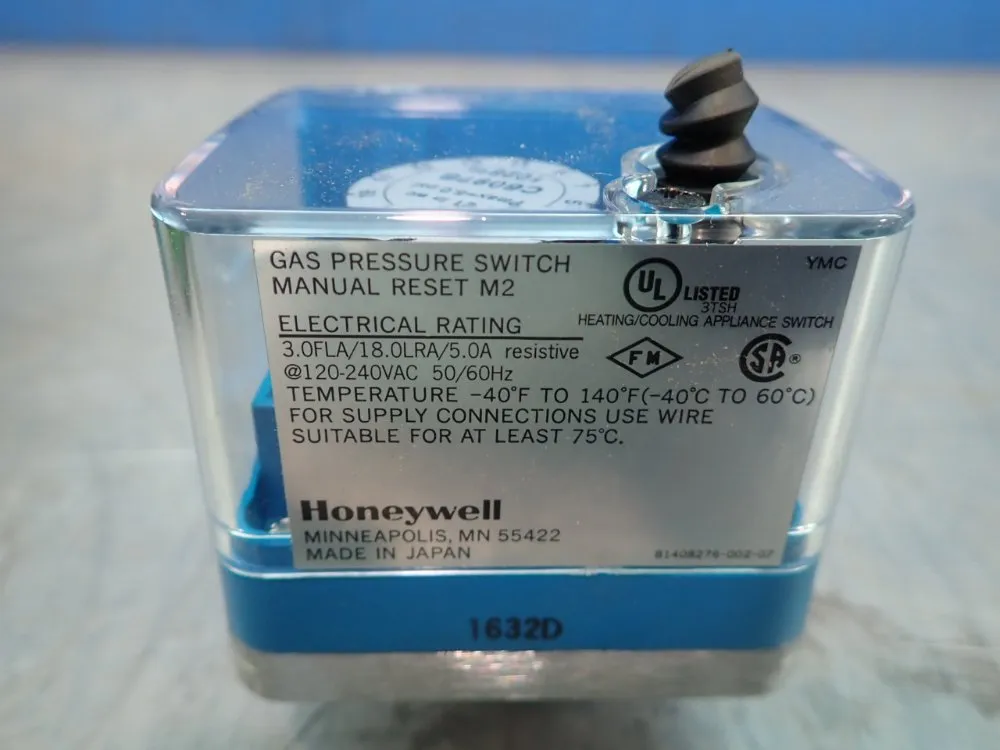 GAS PRESSURE SWITCH
MANUAL RESET M2
YMC
UL LISTED
3TSH
HEATING/COOLING APPLIANCE SWITCH
ELECTRICAL RATING
3.0FLA/18.0LRA/5.0A resistive
@120-240VAC 50/60Hz
FM
SA®
TEMPERATURE -40°F TO 140°F(-40°C TO 60°C)
FOR SUPPLY CONNECTIONS USE WIRE
SUITABLE FOR AT LEAST 75°C.
Honeywell
MINNEAPOLIS, MN 55422
MADE IN JAPAN
81408276-002-07
1632D